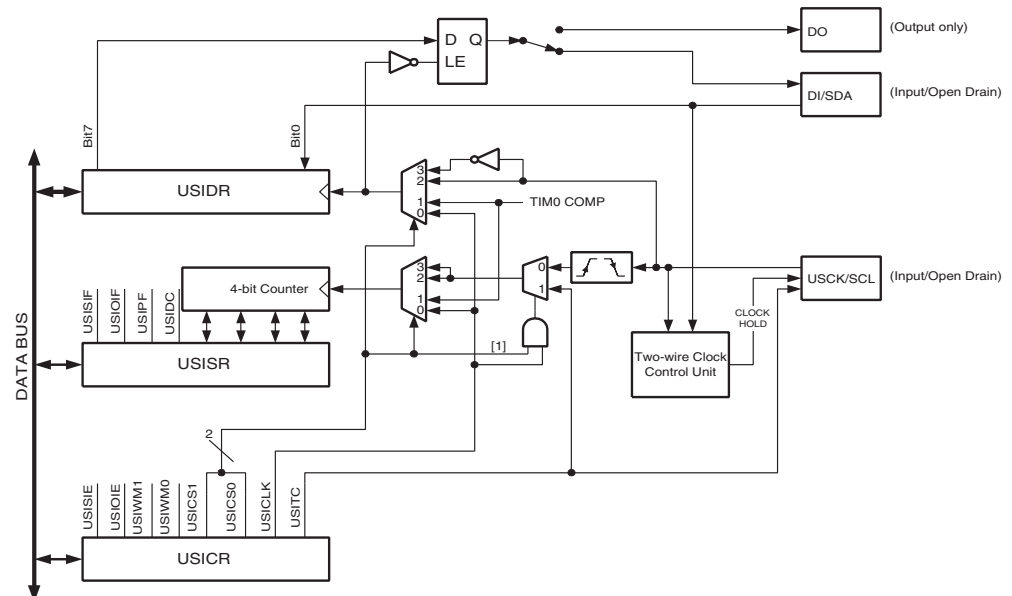 D Q
LE
DO
(Output only)
DI/SDA
(Input/Open Drain)
Bit7
Bit0
USIDR
3
2
1
0
TIM0 COMP
4-bit Counter
3
2
1
0
0
1
USCK/SCL
(Input/Open Drain)
CLOCK
HOLD
USISIF
USIOIF
USIPF
USIDC
USISR
[1]
Two-wire Clock
Control Unit
DATA BUS
2
USISIE
USIOIE
USIWM1
USIWM0
USICS1
USICS0
USICLK
USITC
USICR